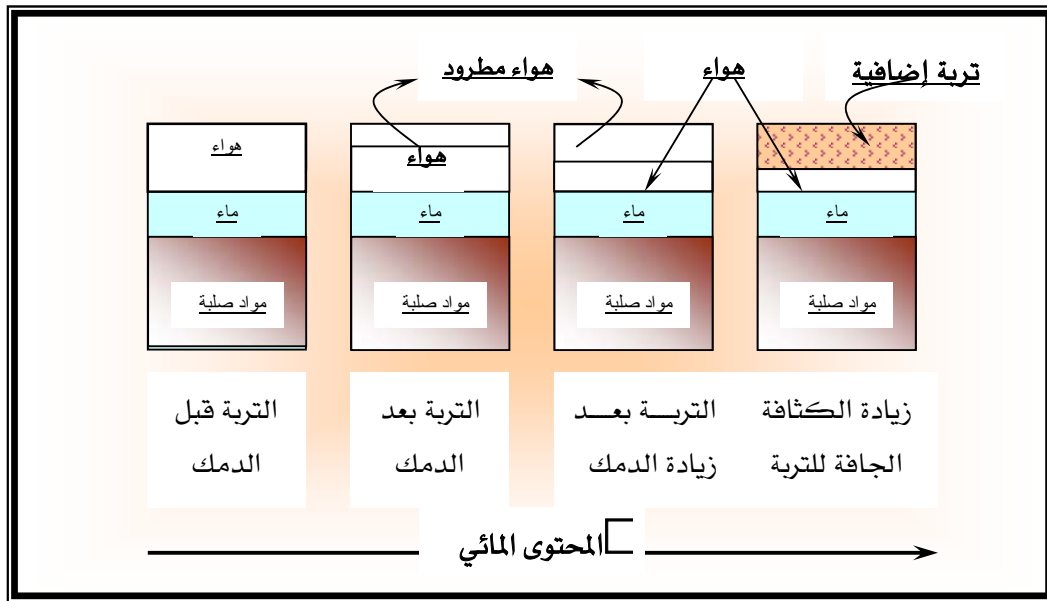 تربة إضافية
هواء
هواء مطرود
هواء
هواء
ماء
ماء
ماء
ماء
مواد صلبة
مواد صلبة
مواد صلبة
مواد صلبة
زيادة الكثافة
الجافة للتربة
التربة بعد
زيادة الدمك
التربة بعد
الدمك
التربة قبل
الدمك
المحتوى المائي